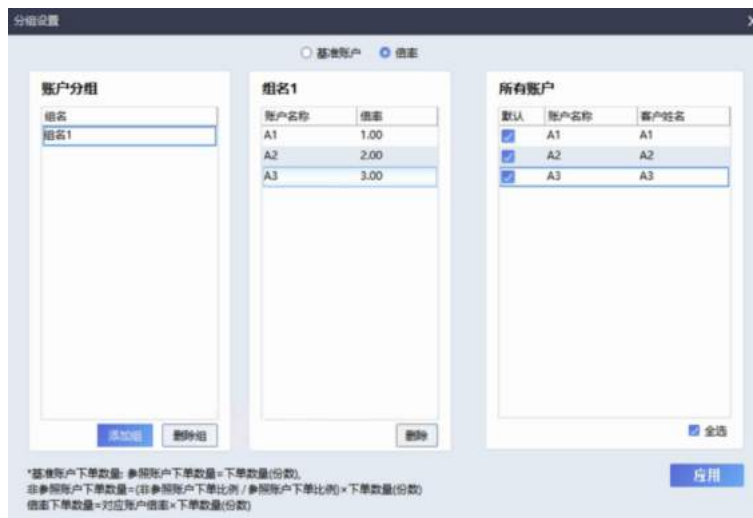 分组设置
基准账户 倍率
账户分组 组名1 所有账户
组名 账户名称 倍率 默认 账户名称 客户姓名
组名1 A1 1.00 A1 A1
A2 2.00 A2 A2
A3 3.00 A3 A3
添加组 删除组 删除 全选
*基准账户下单数量: 参照账户下单数量=下单数量(份数),
非参照账户下单数量=(非参照账户下单比例 / 参照账户下单比例)×下单数量(份数)
倍率下单数量=对应账户倍率×下单数量(份数)
应用